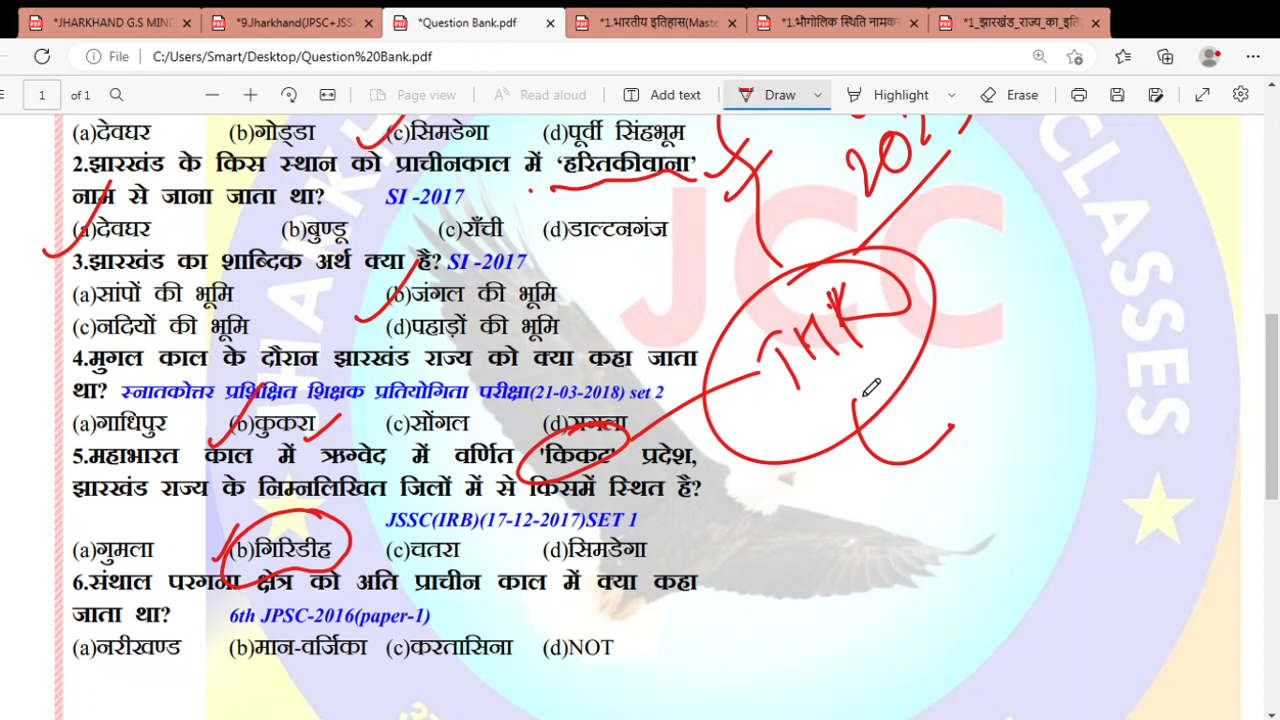 *JHARKHAND G.S MIND
*9.Jharkhand(JPSC+JSS
*Question Bank.pdf
*1.भारतीय इतिहास(Maste
*1.भौगोलिक स्थिति नामकर
*1_झारखंड_राज्य_का_इति
File C:/Users/Smart/Desktop/Question%20Bank.pdf
1 of 1 Page view Read aloud Add text Draw Highlight Erase
(a)देवघर (b)गोड्डा (c)सिमडेगा (d)पूर्वी सिंहभूम
2.झारखंड के किस स्थान को प्राचीनकाल में ‘हरितकीवाना’
नाम से जाना जाता था? SI -2017
(a)देवघर (b)बुण्डू (c)राँची (d)डाल्टनगंज
3.झारखंड का शाब्दिक अर्थ क्या है? SI -2017
(a)सांपों की भूमि (b)जंगल की भूमि
(c)नदियों की भूमि (d)पहाड़ों की भूमि
4.मुगल काल के दौरान झारखंड राज्य को क्या कहा जाता
था? स्नातकोत्तर प्रशिक्षित शिक्षक प्रतियोगिता परीक्षा(21-03-2018) set 2
(a)गाधिपुर (b)कुकरा (c)सोंगल (d)सगला
5.महाभारत काल में ऋग्वेद में वर्णित 'किकट' प्रदेश,
झारखंड राज्य के निम्नलिखित जिलों में से किसमें स्थित है?
JSSC(IRB)(17-12-2017)SET 1
(a)गुमला (b)गिरिडीह (c)चतरा (d)सिमडेगा
6.संथाल परगना क्षेत्र को अति प्राचीन काल में क्या कहा
जाता था? 6th JPSC-2016(paper-1)
(a)नरीखण्ड (b)मान-वर्जिका (c)करतासिना (d)NOT
JCC
CLASSES